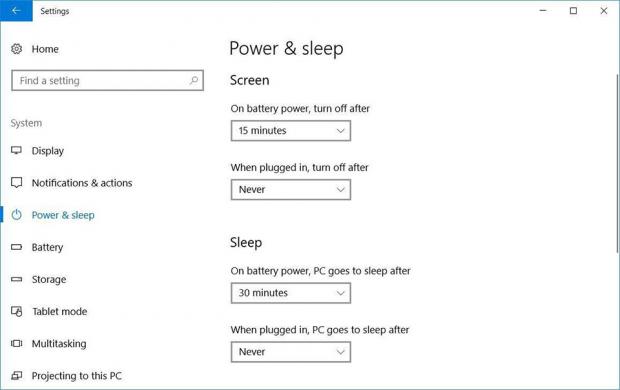 Settings
Home
Find a setting
System
Display
Notifications & actions
Power & sleep
Battery
Storage
Tablet mode
Multitasking
Projecting to this PC
Power & sleep
Screen
On battery power, turn off after
15 minutes
When plugged in, turn off after
Never
Sleep
On battery power, PC goes to sleep after
30 minutes
When plugged in, PC goes to sleep after
Never